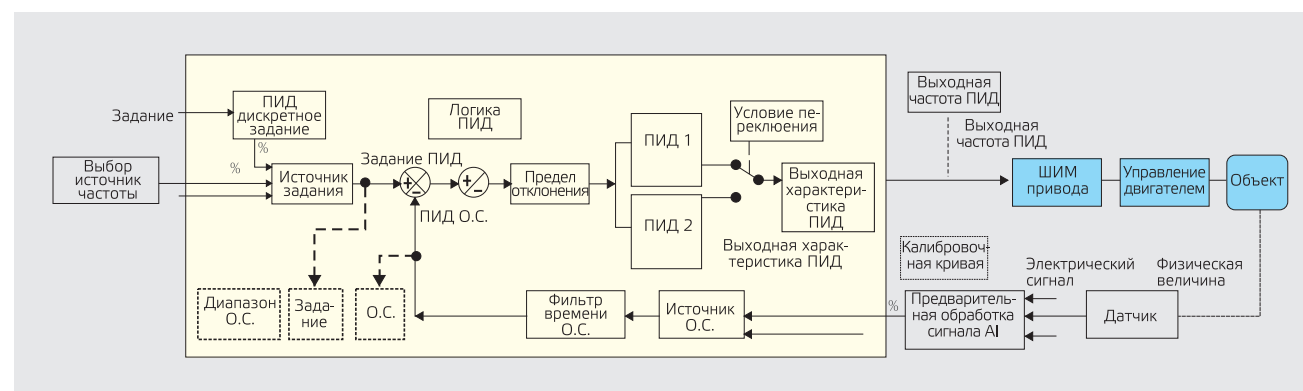 Задание
ПИД
дискретное
задание
%
Выбор
источник
частоты
%
Источник
задания
Задание ПИД
Логика
ПИД
ПИД О.С.
Предел
отклонения
ПИД 1
ПИД 2
Условие пе-
реклюения
Выходная
характери-
стика
ПИД
Выходная харак-
теристика ПИД
Выходная
частота ПИД
Выходная
частота ПИД
ШИМ
привода
Управление
двигателем
Объект
Диапазон
О.С.
Зада-
ние
О.С.
Фильтр
времени
О.С.
Источник
О.С.
%
Калибровоч-
ная кривая
Предваритель-
ная обработка
сигнала AI
Электрический
сигнал
Физическая
величина
Датчик